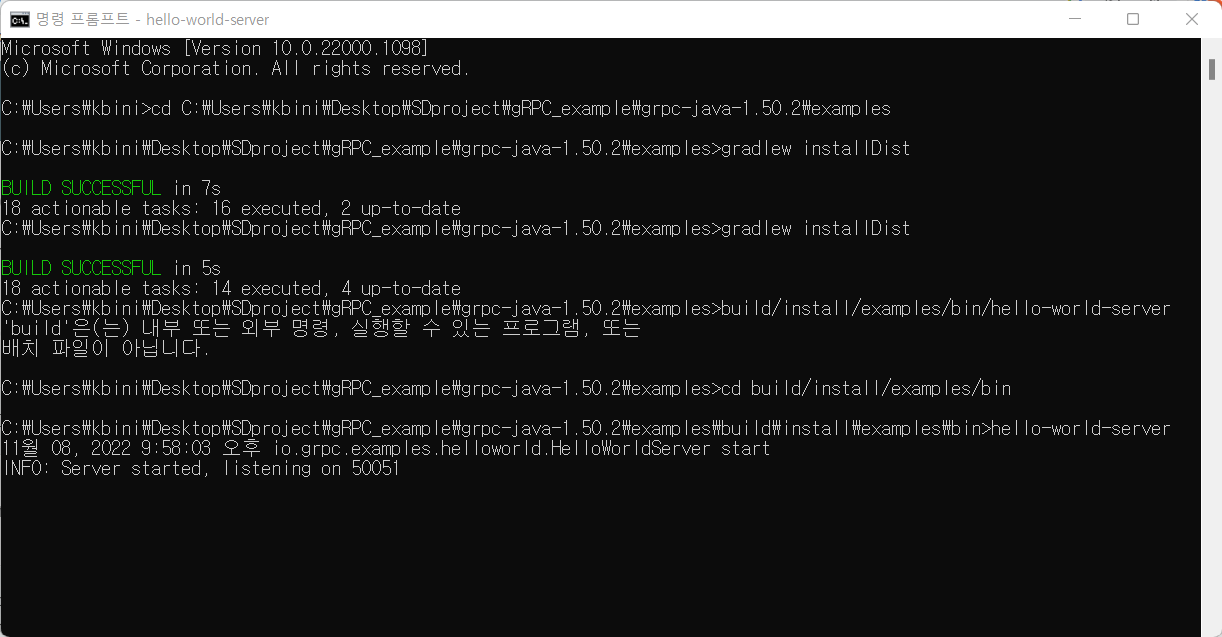 명령 프롬프트 - hello-world-server
Microsoft Windows [Version 10.0.22000.1098]
(c) Microsoft Corporation. All rights reserved.
C:₩Users₩kbini>cd C:₩Users₩kbini₩Desktop₩SDproject₩gRPC_example₩grpc-java-1.50.2₩examples
C:₩Users₩kbini₩Desktop₩SDproject₩gRPC_example₩grpc-java-1.50.2₩examples>gradlew installDist
BUILD SUCCESSFUL in 7s
18 actionable tasks: 16 executed, 2 up-to-date
C:₩Users₩kbini₩Desktop₩SDproject₩gRPC_example₩grpc-java-1.50.2₩examples>gradlew installDist
BUILD SUCCESSFUL in 5s
18 actionable tasks: 14 executed, 4 up-to-date
C:₩Users₩kbini₩Desktop₩SDproject₩gRPC_example₩grpc-java-1.50.2₩examples>build/install/examples/bin/hello-world-server
'build'은(는) 내부 또는 외부 명령, 실행할 수 있는 프로그램, 또는
배치 파일이 아닙니다.
C:₩Users₩kbini₩Desktop₩SDproject₩gRPC_example₩grpc-java-1.50.2₩examples>cd build/install/examples/bin
C:₩Users₩kbini₩Desktop₩SDproject₩gRPC_example₩grpc-java-1.50.2₩examples₩build₩install₩examples₩bin>hello-world-server
11월 08, 2022 9:58:03 오후 io.grpc.examples.helloworld.HelloWorldServer start
INFO: Server started, listening on 50051